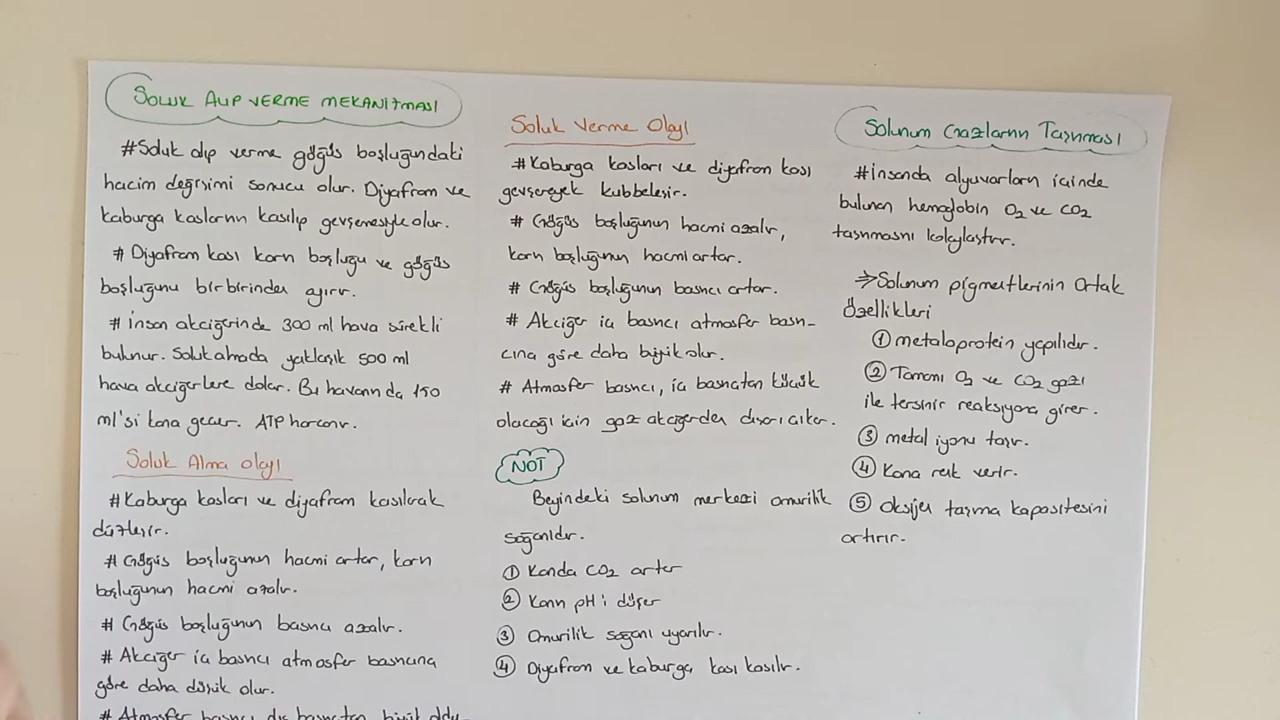 SOLUK ALIP VERME MEKANİZMASI
#Soluk alıp verme göğüs boşluğundaki
hacim değişimi sonucu olur. Diyafram ve
kaburga kaslarının kasılıp gevşemesiyle olur.
# Diyafram kası karın boşluğu ve göğüs
boşluğunu birbirinden ayırır.
# İnsan akciğerinde 300 ml hava sürekli
bulunur. Soluk almada yaklaşık 500 ml
hava akciğerlere dolar. Bu havanın da 150
ml'si kana geçer. ATP harcanır.
Soluk Alma olayı
#Kaburga kasları ve diyafram kasılarak
düzleşir.
# Göğüs boşluğunun hacmi artar, karın
boşluğunun hacmi azalır.
# Göğüs boşluğunun basıncı azalır.
# Akciğer iç basıncı atmosfer basıncına
göre daha düşük olur.
# Atmosfer basıncı dış basınçtan büyük oldu-
Soluk Verme Olayı
#Kaburga kasları ve diyafram kası
gevşeyerek kubbeleşir.
# Göğüs boşluğunun hacmi azalır,
karın boşluğunun hacmi artar.
# Göğüs boşluğunun basıncı artar.
# Akciğer iç basıncı atmosfer basın-
cına göre daha büyük olur.
# Atmosfer basıncı, iç basınçtan küçük
olacağı için gaz akciğerden dışarı çıkar.
NOT
Beyindeki solunum merkezi omurilik
soğanıdır.
① Kanda CO₂ artar
② Kanın pH'ı düşer
③ Omurilik soğanı uyarılır.
④ Diyafram ve kaburga kası kasılır.
Solunum Gazlarının Taşınması
#İnsanda alyuvarların içinde
bulunan hemoglobin O₂ ve CO₂
taşınmasını kolaylaştırır.
⇒Solunum pigmentlerinin Ortak
Özellikleri
① metaloprotein yapılıdır.
② Tamamı O₂ ve CO₂ gazı
ile tersinir reaksiyona girer.
③ metal iyonu taşır.
④ Kana renk verir.
⑤ Oksijen taşıma kapasitesini
artırır.